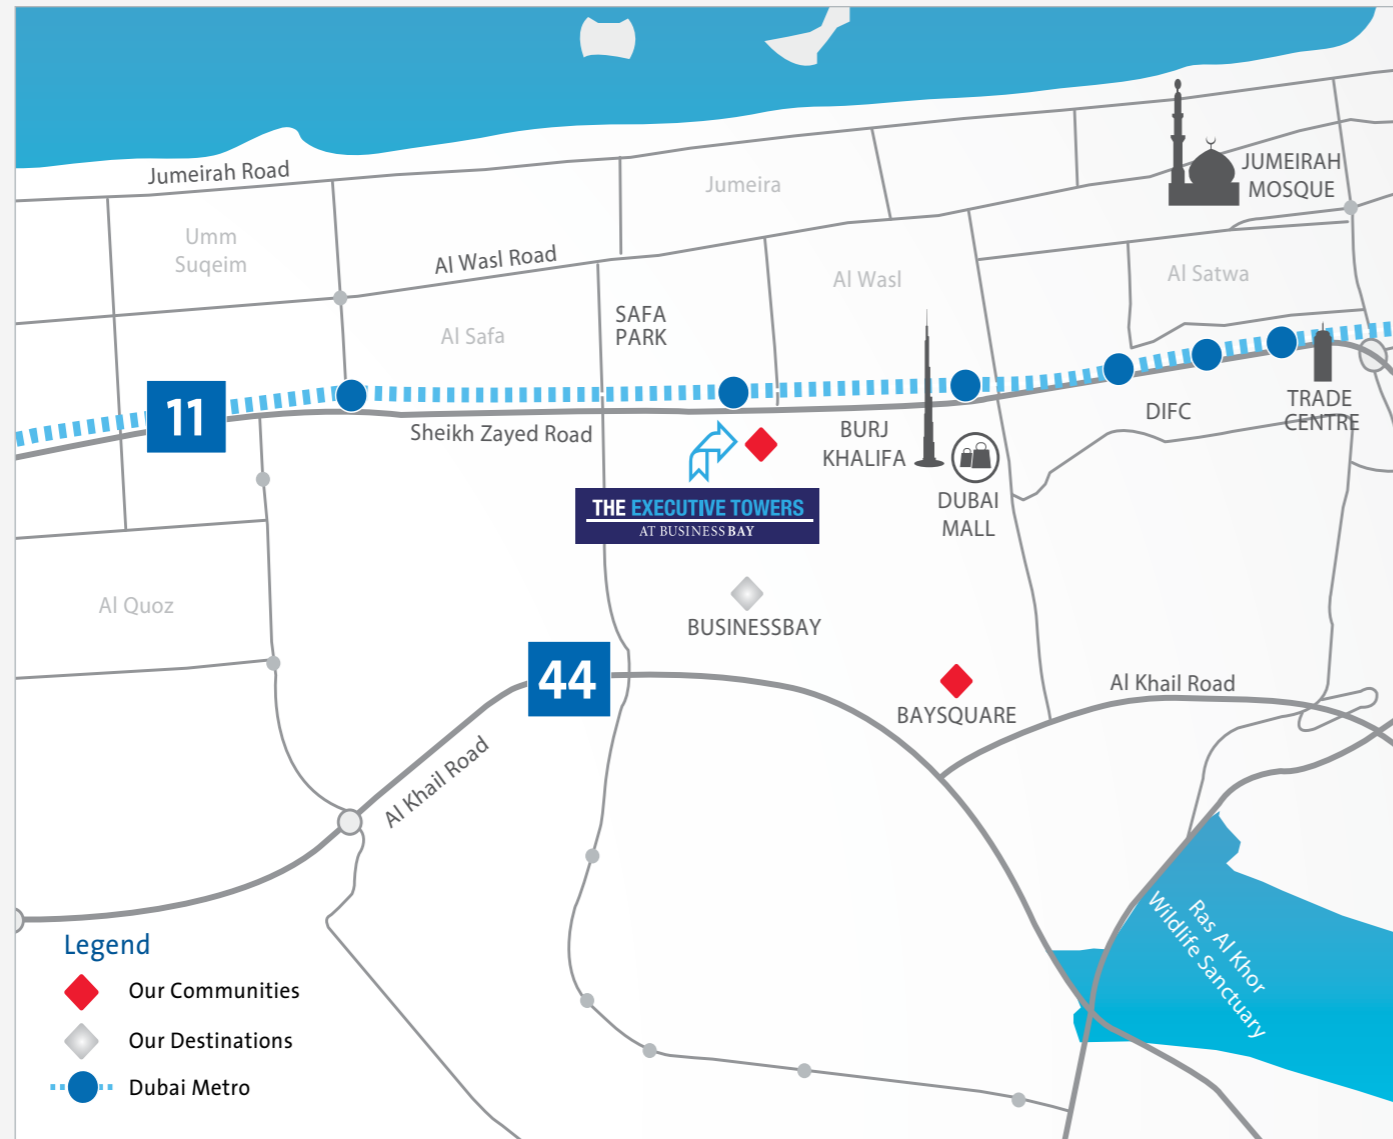 Jumeirah Road
JUMEIRAH
MOSQUE
Jumeira
Umm
Suqeim
Al Wasl Road
Al Wasl
Al Satwa
Al Safa
SAFA
PARK
11
Sheikh Zayed Road
BURJ
KHALIFA
DIFC
TRADE
CENTRE
THE EXECUTIVE TOWERS
AT BUSINESSBAY
DUBAI
MALL
Al Quoz
BUSINESSBAY
44
BAYSQUARE
Al Khail Road
Al Khail Road
Ras Al Khor
Wildlife Sanctuary
Legend
Our Communities
Our Destinations
Dubai Metro